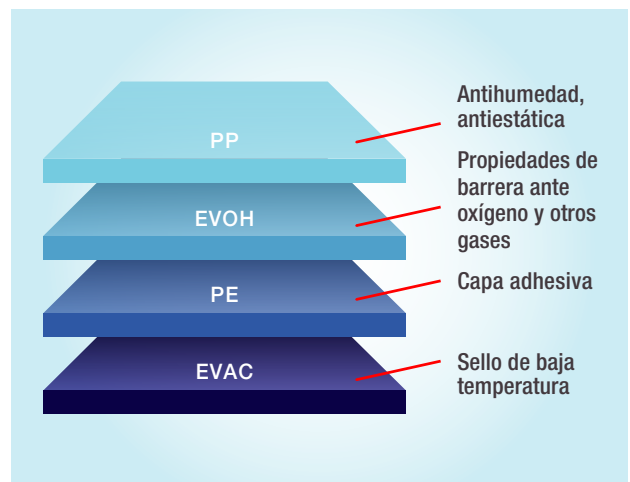 PP
Antihumedad,
antiestática
EVOH
Propiedades de
barrera ante
oxígeno y otros
gases
PE
Capa adhesiva
EVAC
Sello de baja
temperatura